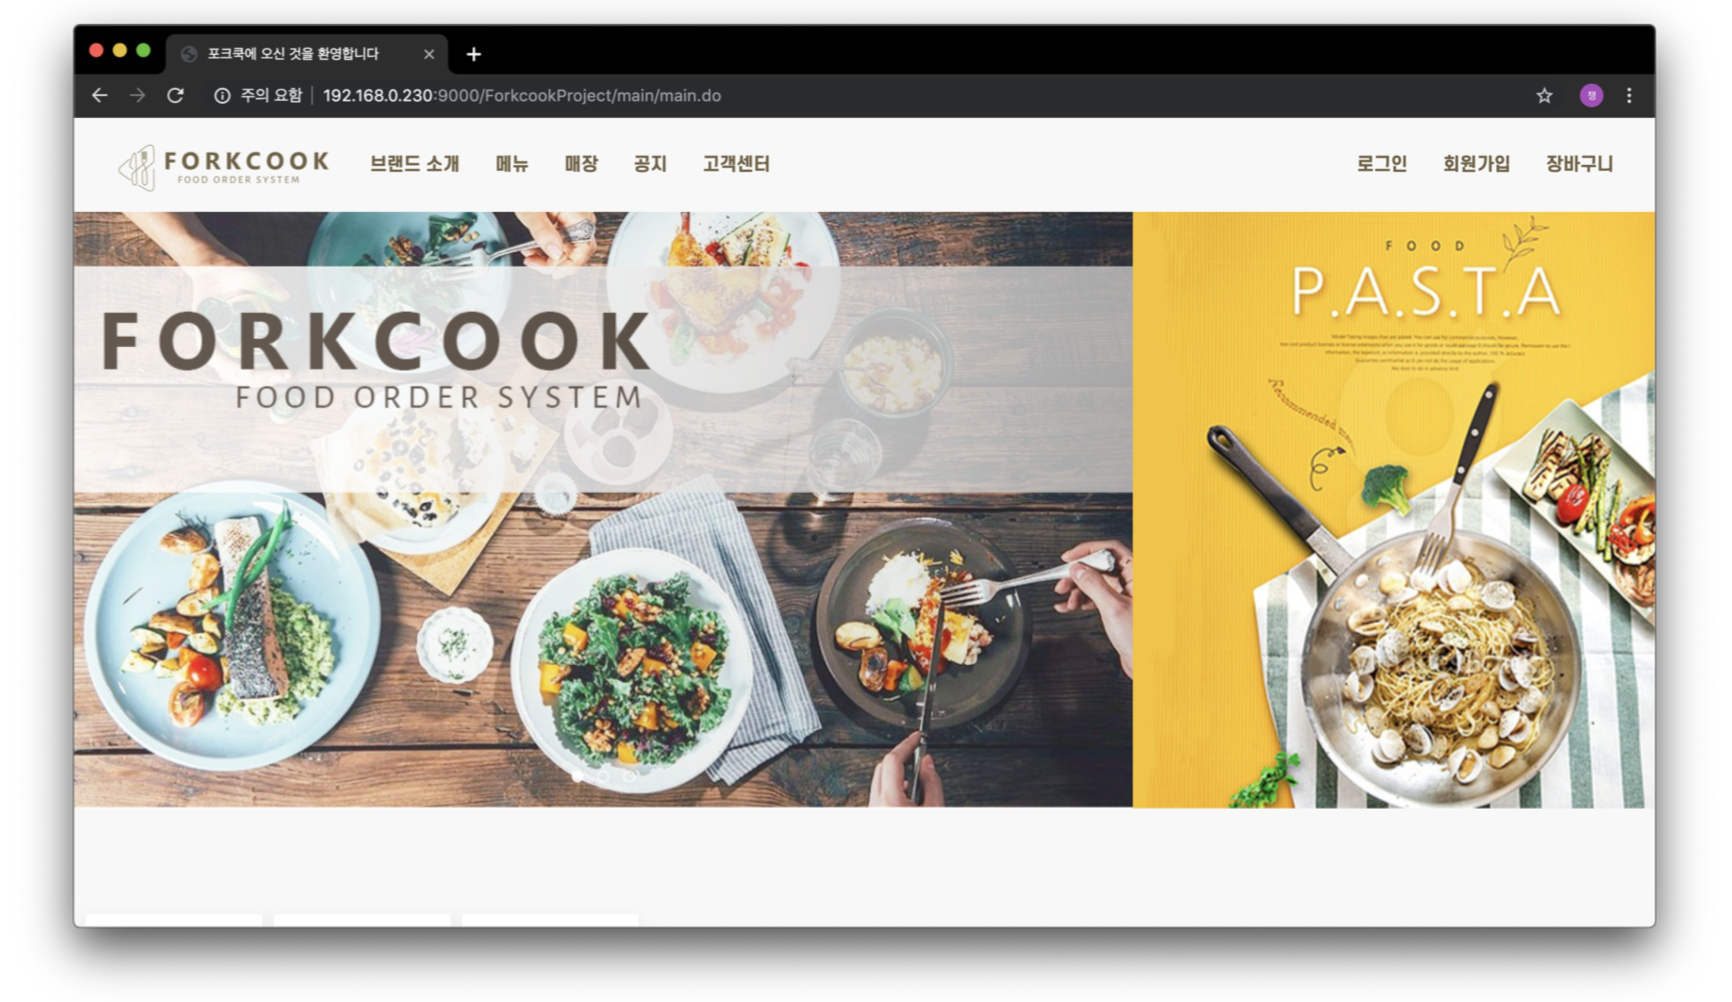 포크쿡에 오신 것을 환영합니다
주의 요함 192.168.0.230:9000/ForkcookProject/main/main.do
쟁
FORKCOOK
FOOD ORDER SYSTEM
브랜드 소개 메뉴 매장 공지 고객센터
로그인 회원가입 장바구니
FORKCOOK
FOOD ORDER SYSTEM
FOOD
P.A.S.T.A
Recommended